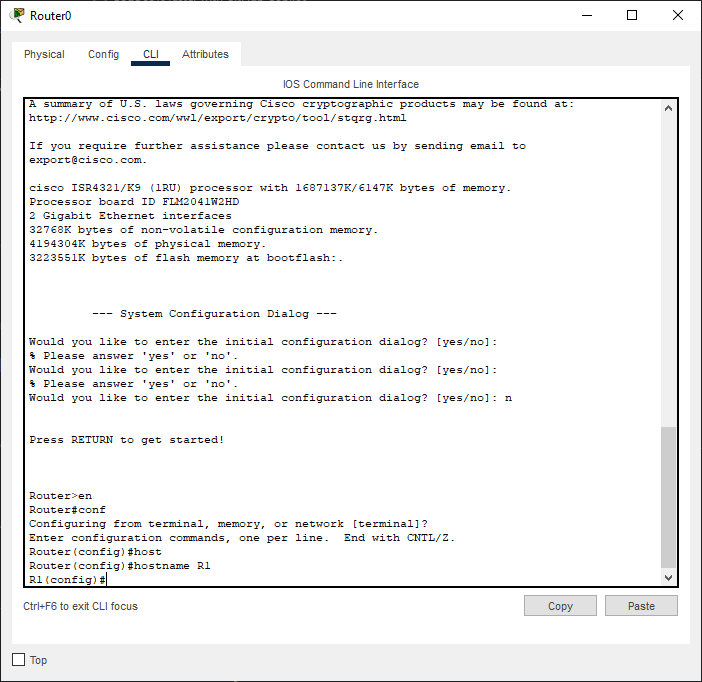 Router0
Physical Config CLI Attributes
IOS Command Line Interface
A summary of U.S. laws governing Cisco cryptographic products may be found at:
http://www.cisco.com/wwl/export/crypto/tool/stqrg.html
If you require further assistance please contact us by sending email to
export@cisco.com.
cisco ISR4321/K9 (1RU) processor with 1687137K/6147K bytes of memory.
Processor board ID FLM2041W2HD
2 Gigabit Ethernet interfaces
32768K bytes of non-volatile configuration memory.
4194304K bytes of physical memory.
3223551K bytes of flash memory at bootflash:.
--- System Configuration Dialog ---
Would you like to enter the initial configuration dialog? [yes/no]:
% Please answer 'yes' or 'no'.
Would you like to enter the initial configuration dialog? [yes/no]:
% Please answer 'yes' or 'no'.
Would you like to enter the initial configuration dialog? [yes/no]: n
Press RETURN to get started!
Router>en
Router#conf
Configuring from terminal, memory, or network [terminal]?
Enter configuration commands, one per line.  End with CNTL/Z.
Router(config)#host
Router(config)#hostname R1
R1(config)#
Ctrl+F6 to exit CLI focus
Copy Paste
Top